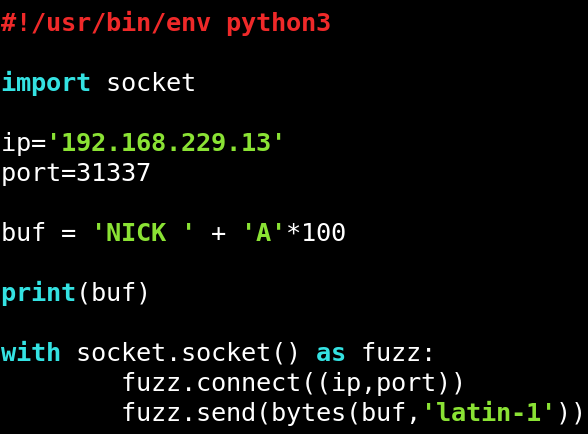 #!/usr/bin/env python3
import socket
ip='192.168.229.13'
port=31337
buf = 'NICK ' + 'A'*100
print(buf)
with socket.socket() as fuzz:
        fuzz.connect((ip,port))
        fuzz.send(bytes(buf,'latin-1'))